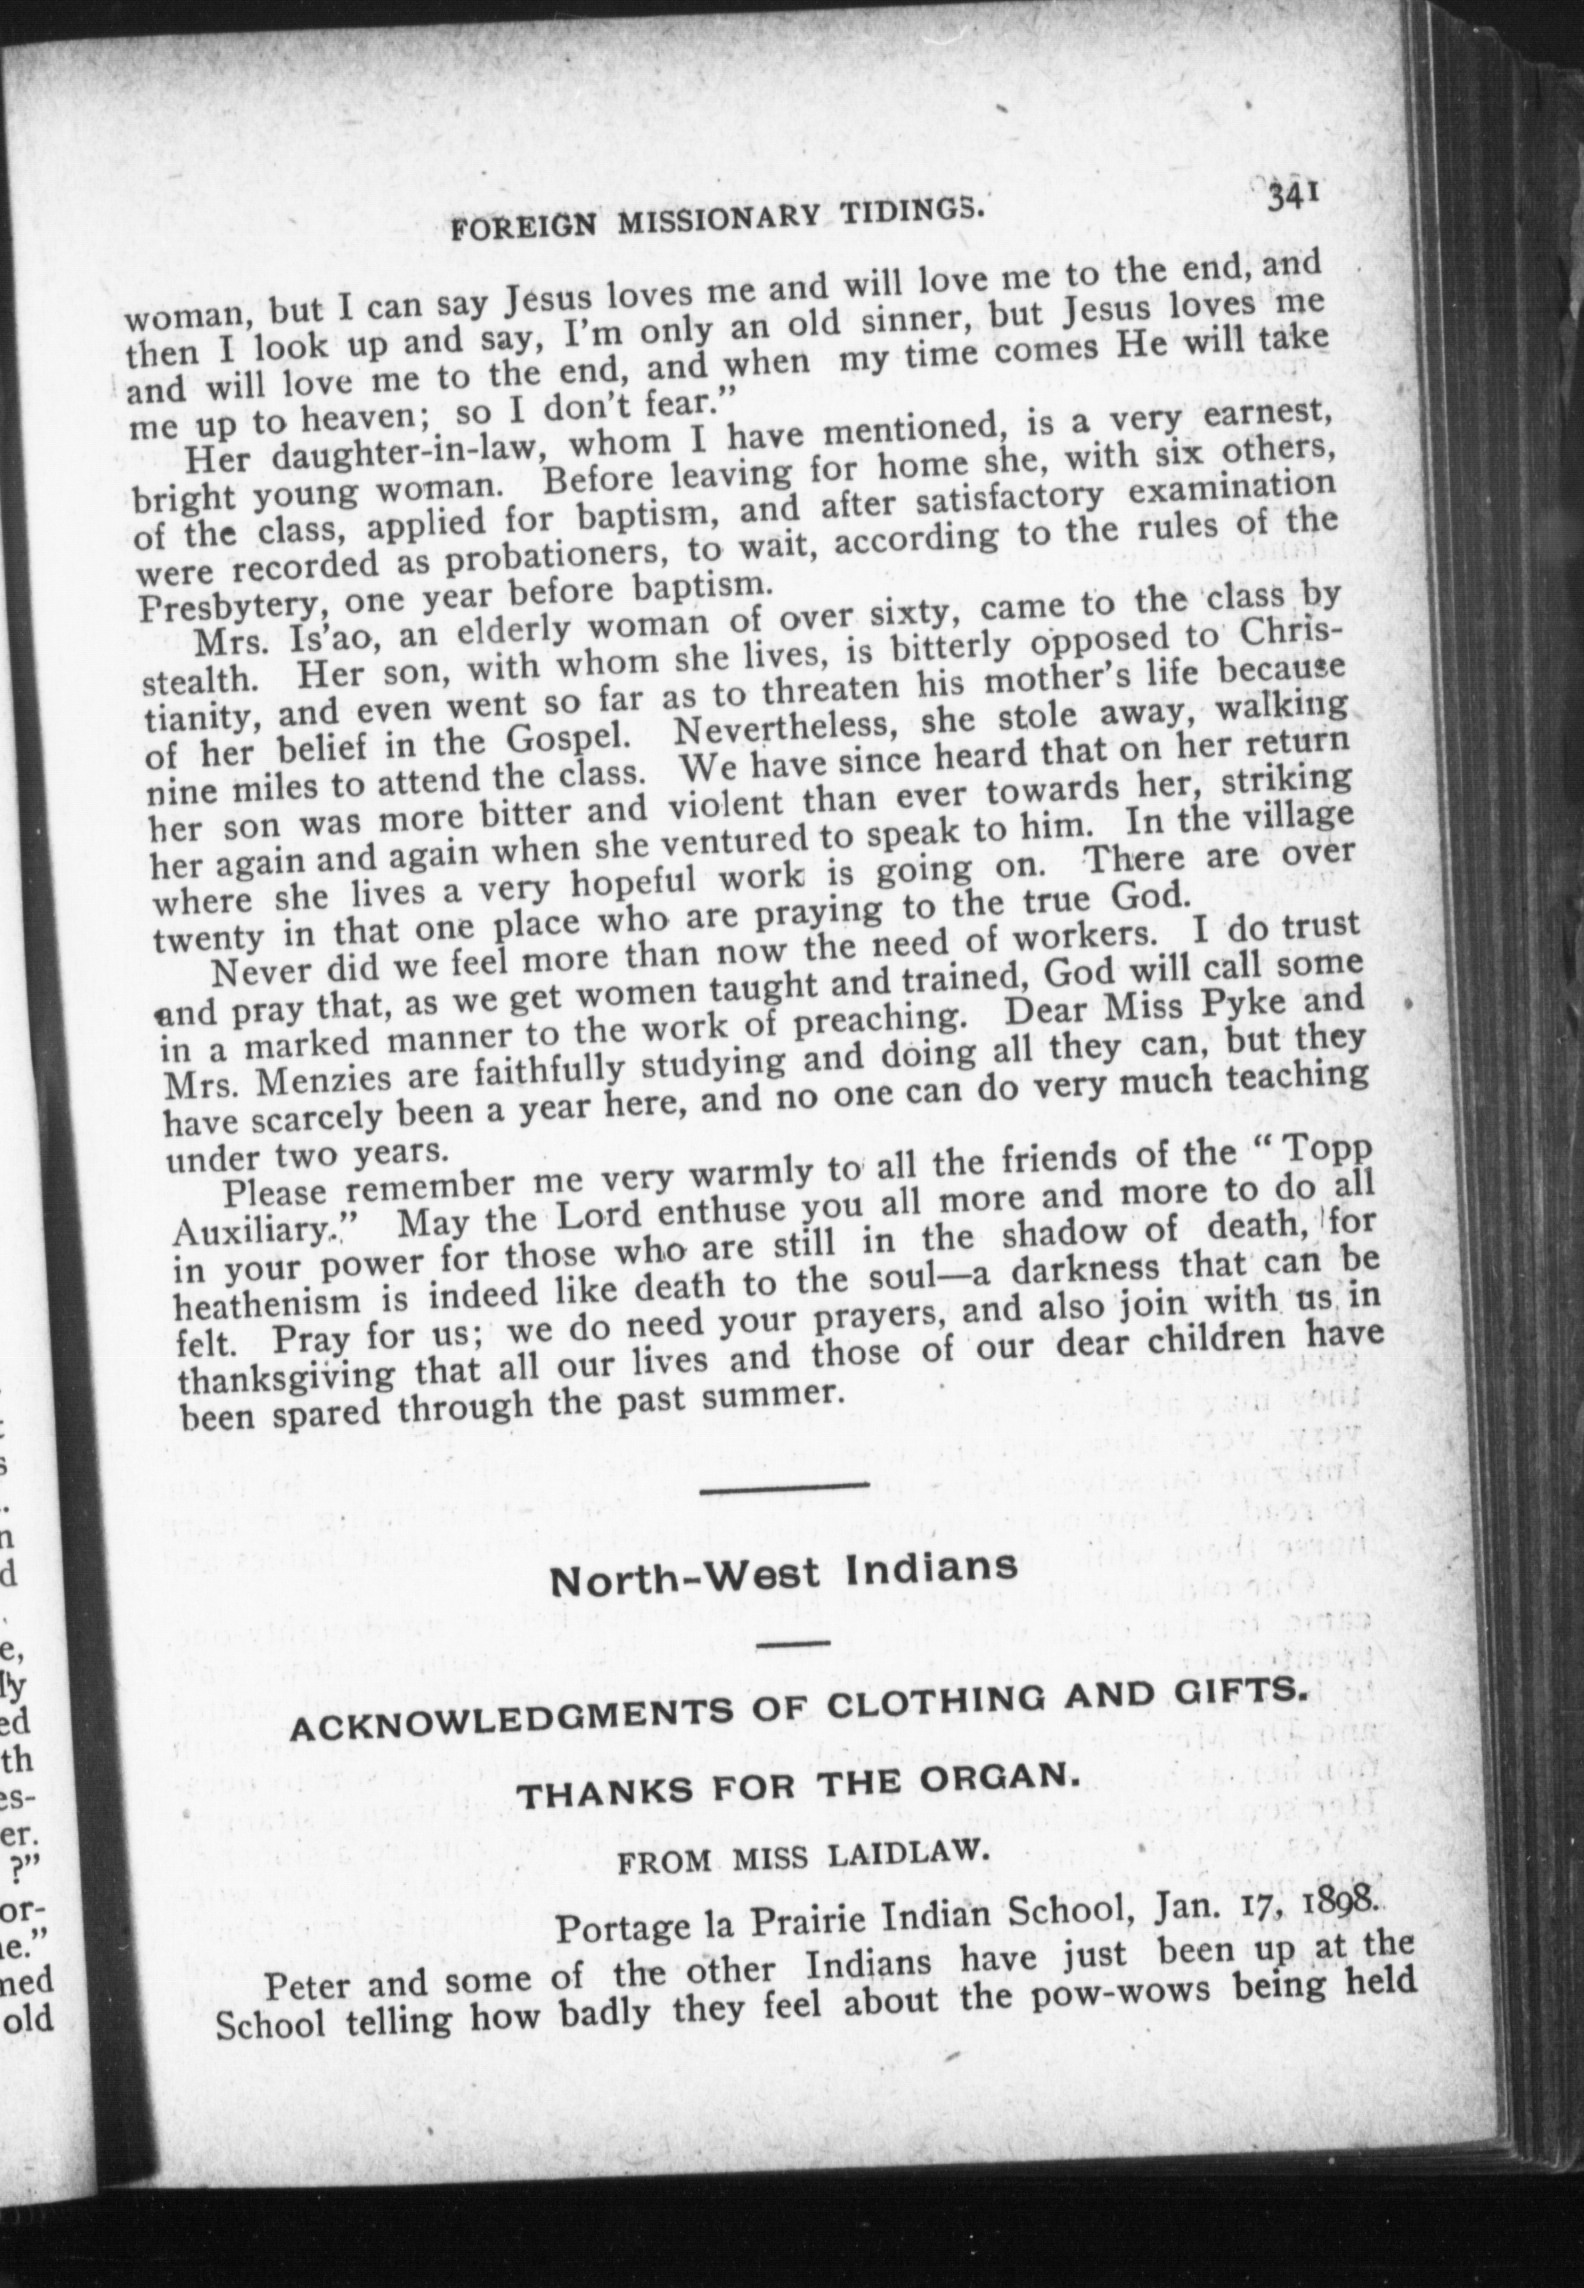 FOREIGN MISSIONARY TIDINGS. 341
woman, but I can say Jesus loves me and will love me to the end, and
then I look up and say, I'm only an old sinner, but Jesus loves me
and will love me to the end, and when my time comes He will take
me up to heaven; so I don't fear."
Her daughter-in-law, whom I have mentioned, is a very earnest,
bright young woman. Before leaving for home she, with six others,
of the class, applied for baptism, and after satisfactory examination
were recorded as probationers, to wait, according to the rules of the
Presbytery, one year before baptism.
Mrs. Is'ao, an elderly woman of over sixty, came to the class by
stealth. Her son, with whom she lives, is bitterly opposed to Chris-
tianity, and even went so far as to threaten his mother's life because
of her belief in the Gospel. Nevertheless, she stole away, walking
nine miles to attend the class. We have since heard that on her return
her son was more bitter and violent than ever towards her, striking
her again and again when she ventured to speak to him. In the village
where she lives a very hopeful work is going on. There are over
twenty in that one place who are praying to the true God.
Never did we feel more than now the need of workers. I do trust
and pray that, as we get women taught and trained, God will call some
in a marked manner to the work of preaching. Dear Miss Pyke and
Mrs. Menzies are faithfully studying and doing all they can, but they
have scarcely been a year here, and no one can do very much teaching
under two years.
Please remember me very warmly to all the friends of the "Topp
Auxiliary." May the Lord enthuse you all more and more to do all
in your power for those who are still in the shadow of death, for
heathenism is indeed like death to the soul—a darkness that can be
felt. Pray for us; we do need your prayers, and also join with us in
thanksgiving that all our lives and those of our dear children have
been spared through the past summer.
North-West Indians
ACKNOWLEDGMENTS OF CLOTHING AND GIFTS.
THANKS FOR THE ORGAN.
FROM MISS LAIDLAW.
Portage la Prairie Indian School, Jan. 17, 1898.
Peter and some of the other Indians have just been up at the
School telling how badly they feel about the pow-wows being held